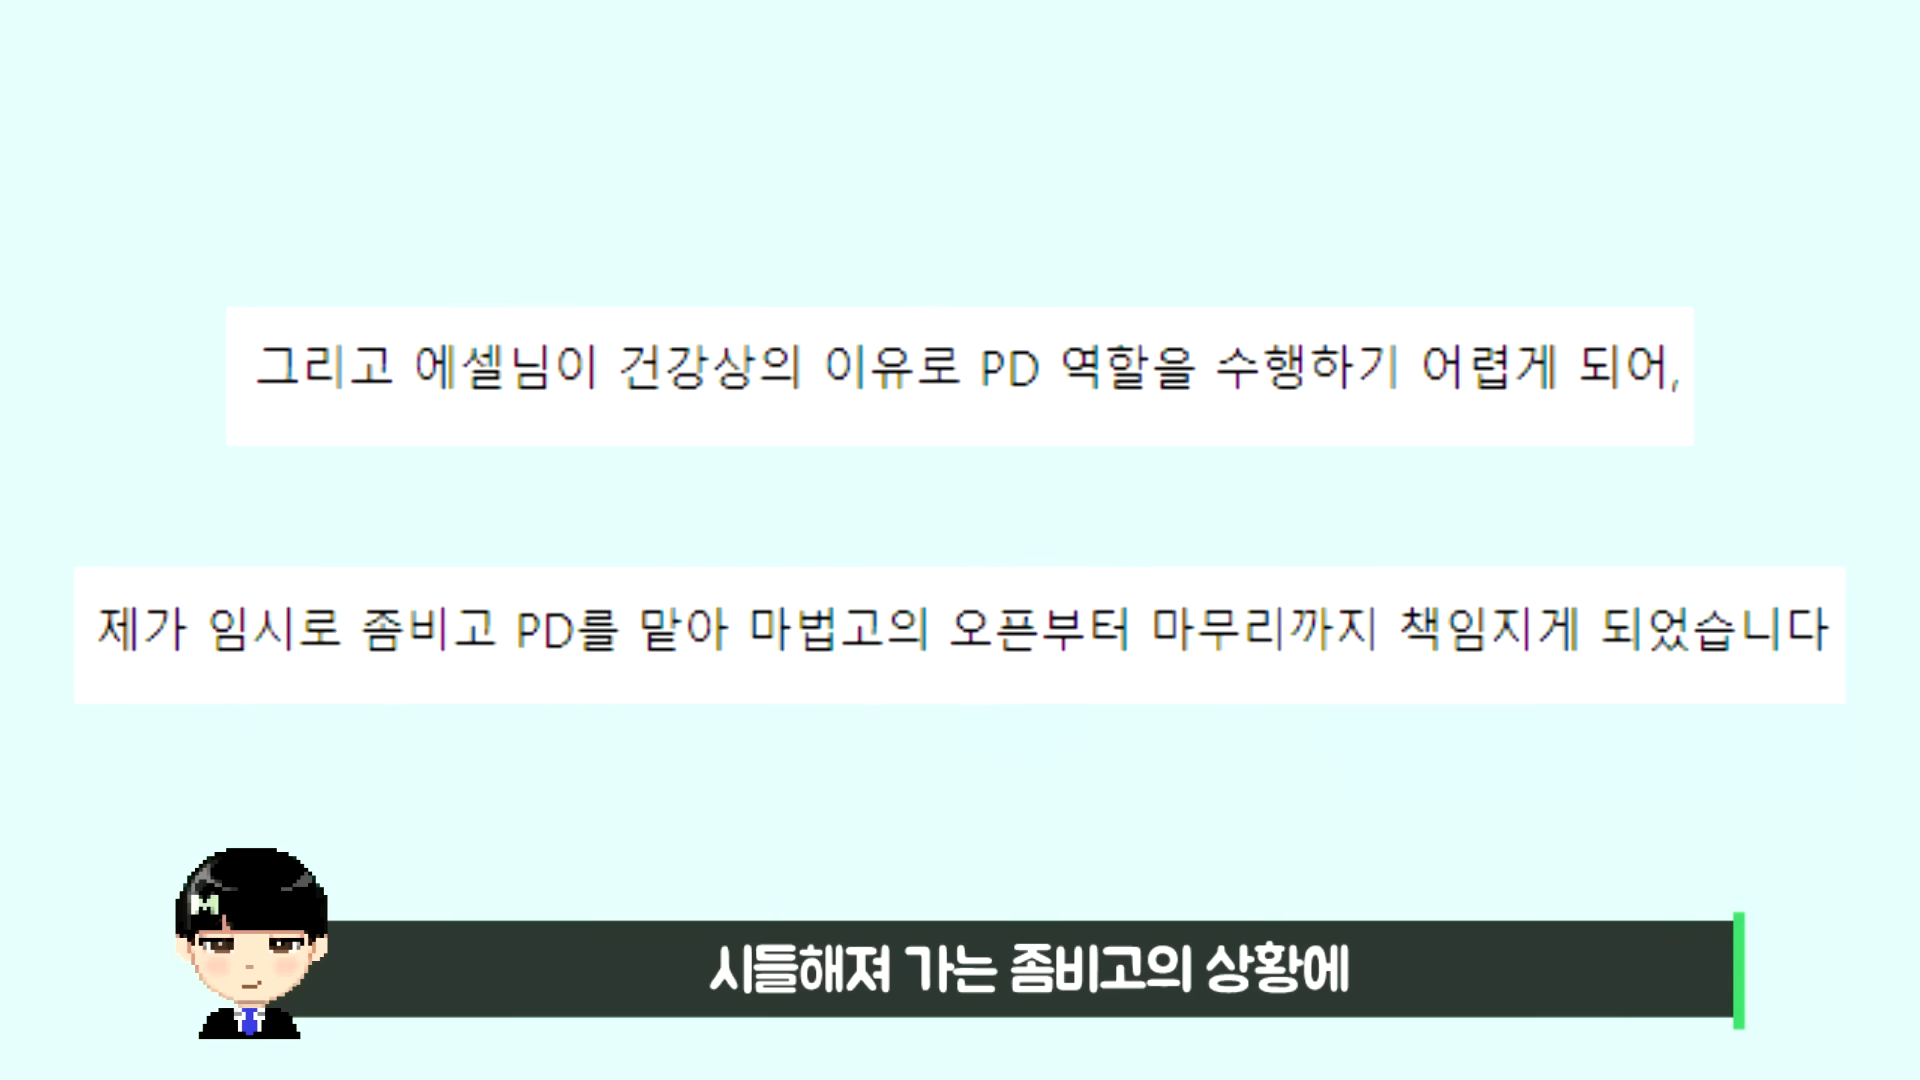 그리고 에셀님이 건강상의 이유로 PD 역할을 수행하기 어렵게 되어,
제가 임시로 좀비고 PD를 맡아 마법고의 오픈부터 마무리까지 책임지게 되었습니다
시들해져 가는 좀비고의 상황에